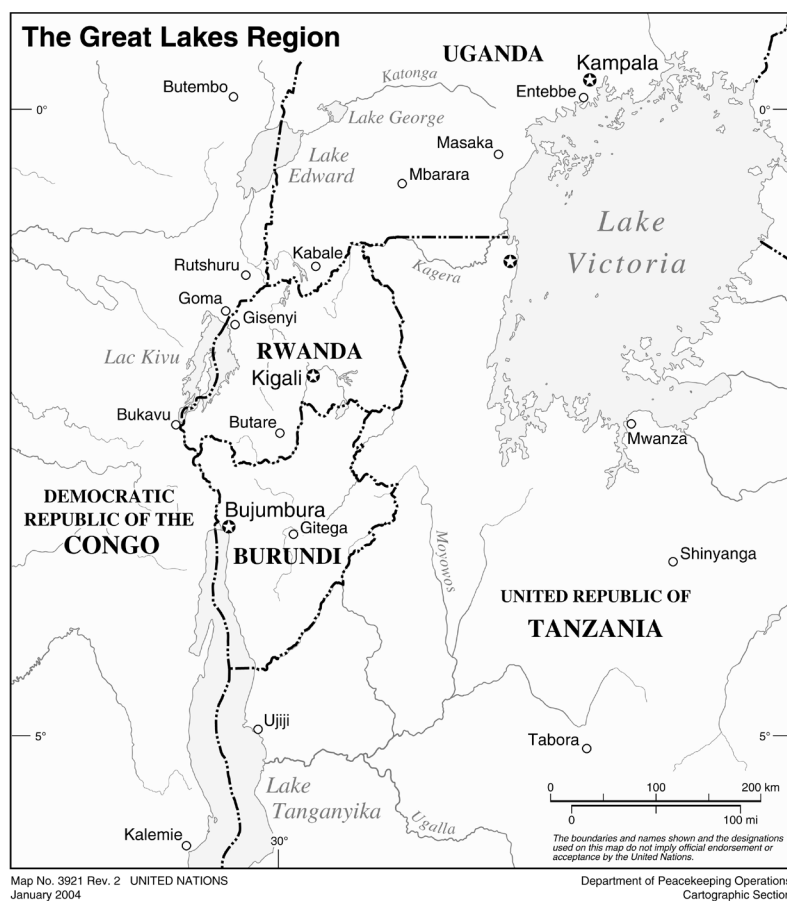 The Great Lakes Region
UGANDA
Kampala
Katonga
Butembo
Entebbe
0°
0°
Lake George
Masaka
Lake
Edward
Mbarara
Lake
Victoria
Kabale
Rutshuru
Kagera
Goma
Gisenyi
RWANDA
Lac Kivu
Kigali
Bukavu
Butare
Mwanza
DEMOCRATIC
REPUBLIC OF THE
CONGO
Bujumbura
Gitega
BURUNDI
Moyowos
Shinyanga
UNITED REPUBLIC OF
TANZANIA
Ujiji
5°
5°
Tabora
Lake
Tanganyika
0 100 200 km
0 100 mi
Ugalla
Kalemie
30°
The boundaries and names shown and the designations
used on this map do not imply official endorsement or
acceptance by the United Nations.
Map No. 3921 Rev. 2 UNITED NATIONS
January 2004
Department of Peacekeeping Operations
Cartographic Section